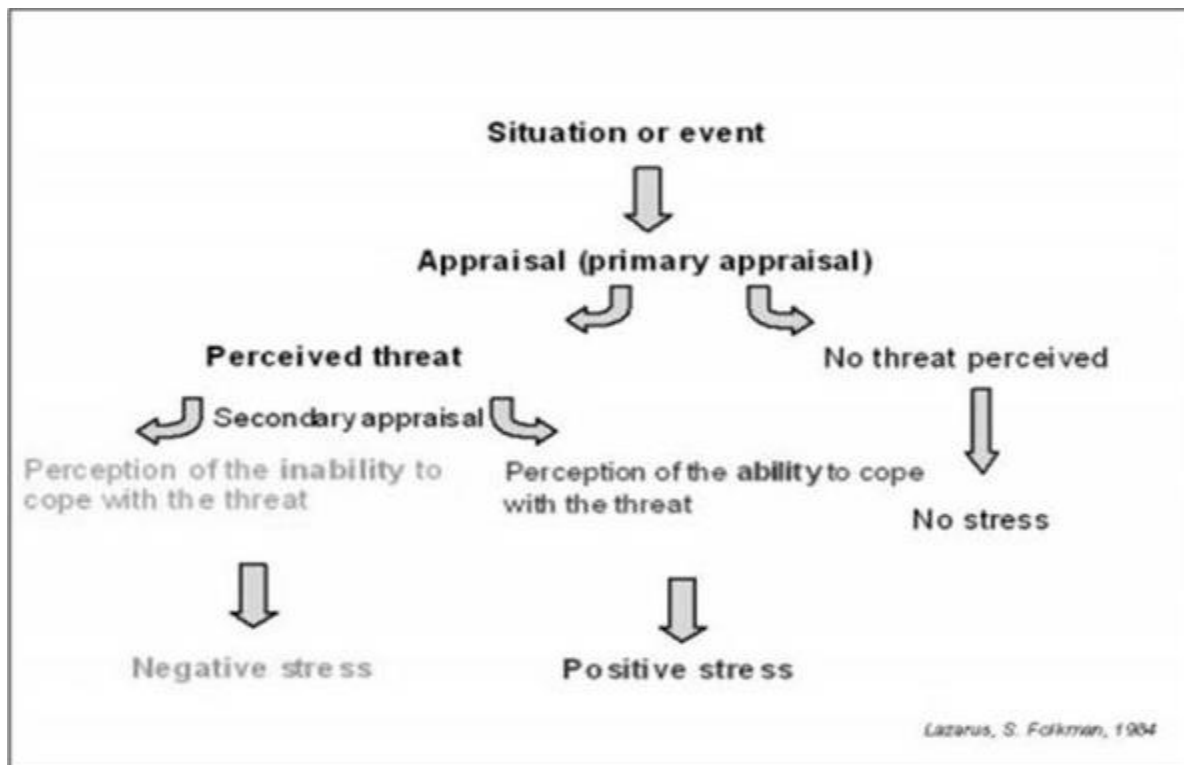 Situation or event
Appraisal (primary appraisal)
Perceived threat
No threat perceived
Secondary appraisal
Perception of the inability to
cope with the threat
Perception of the ability to cope
with the threat
No stress
Negative stress
Positive stress
Lazarus, S. Folkman, 1984